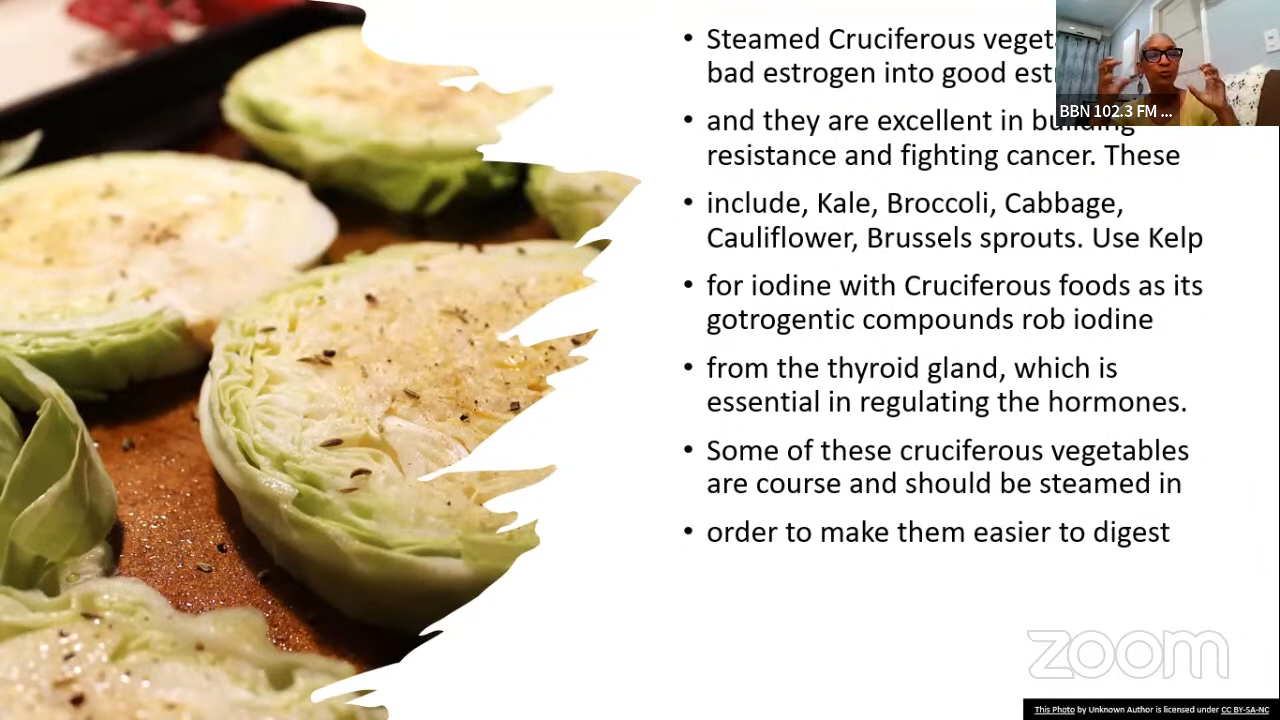 • Steamed Cruciferous
bad estrogen into good
• and they are excellent in building
resistance and fighting cancer. These
• include, Kale, Broccoli, Cabbage,
Cauliflower, Brussels sprouts. Use Kelp
• for iodine with Cruciferous foods as its
gotrogentic compounds rob iodine
• from the thyroid gland, which is
essential in regulating the hormones.
• Some of these cruciferous vegetables
are course and should be steamed in
• order to make them easier to digest
BBN 102.3 FM ...
zoom
This Photo by Unknown Author is licensed under CC BY-SA-NC